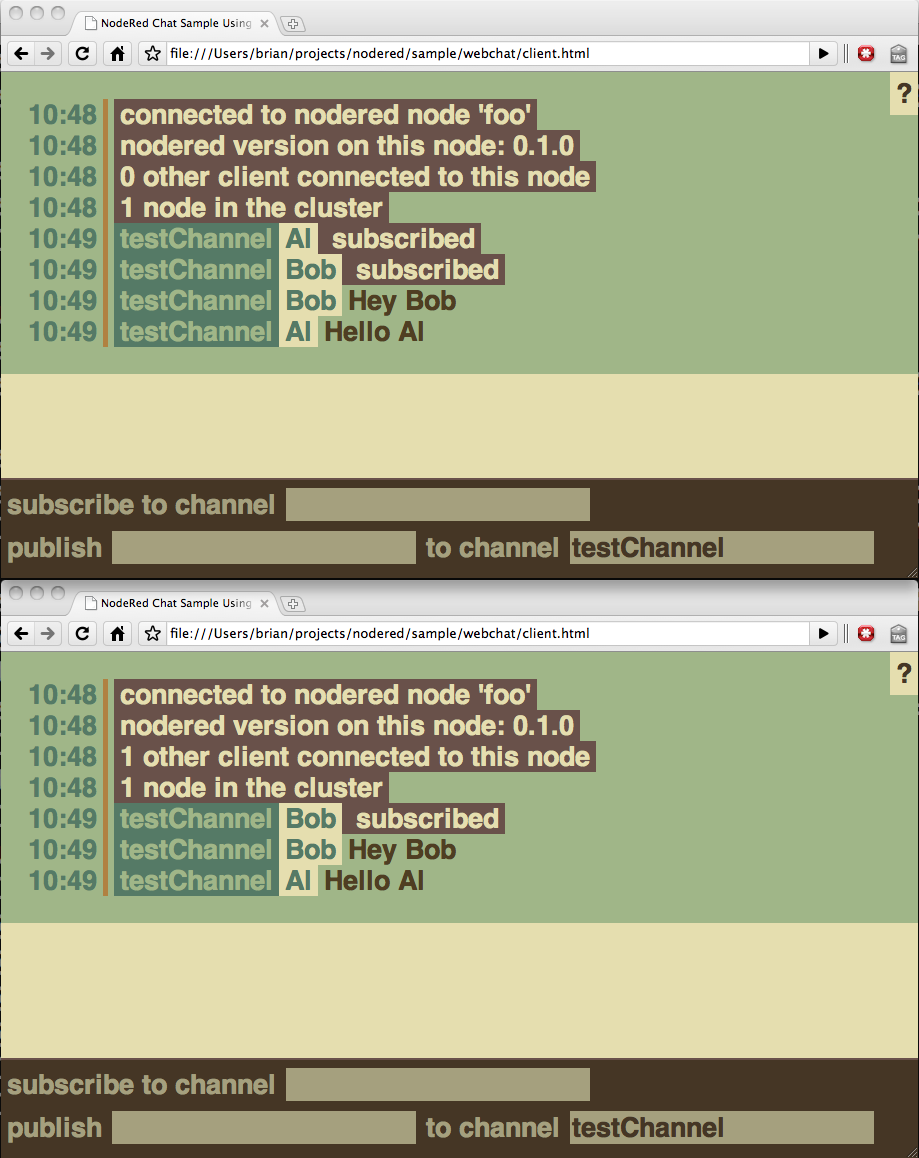 NodeRed Chat Sample Using
file:///Users/brian/projects/nodered/sample/webchat/client.html
TAG
?
10:48 connected to nodered node 'foo'
10:48 nodered version on this node: 0.1.0
10:48 0 other client connected to this node
10:48 1 node in the cluster
10:49 testChannel Al subscribed
10:49 testChannel Bob subscribed
10:49 testChannel Bob Hey Bob
10:49 testChannel Al Hello Al
subscribe to channel
publish to channel testChannel
NodeRed Chat Sample Using
file:///Users/brian/projects/nodered/sample/webchat/client.html
TAG
?
10:48 connected to nodered node 'foo'
10:48 nodered version on this node: 0.1.0
10:48 1 other client connected to this node
10:48 1 node in the cluster
10:49 testChannel Bob subscribed
10:49 testChannel Bob Hey Bob
10:49 testChannel Al Hello Al
subscribe to channel
publish to channel testChannel